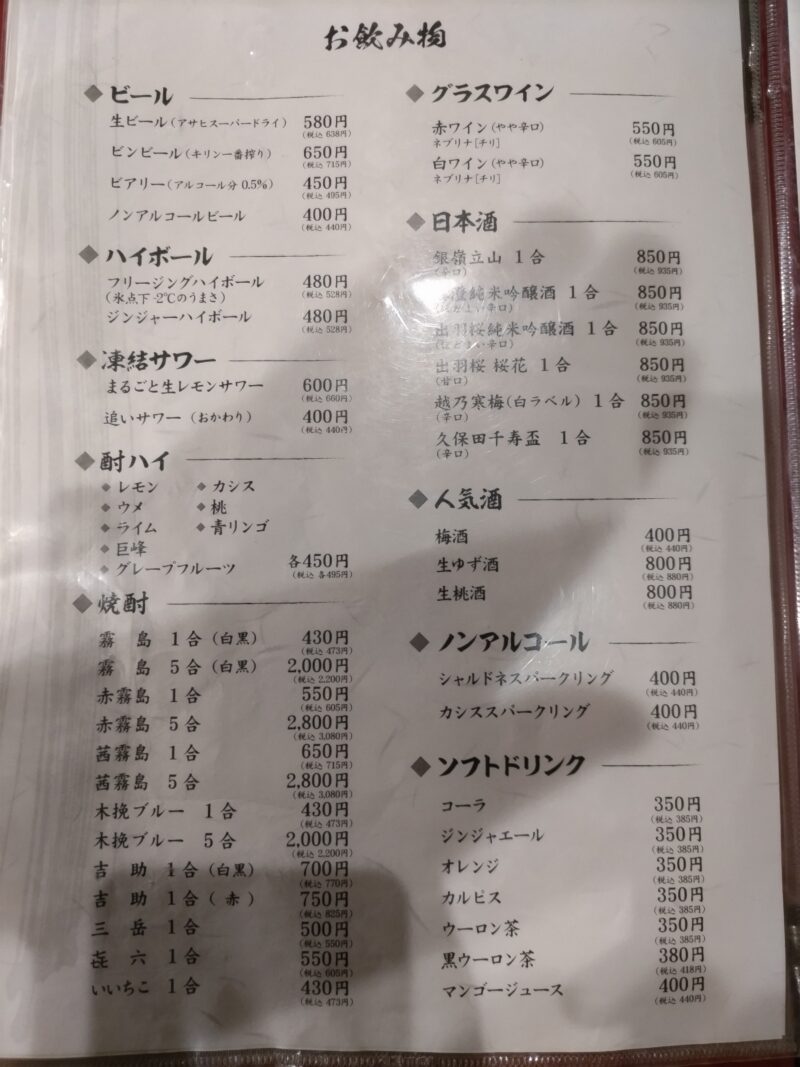 お飲み物
◆ビール
生ビール（アサヒスーパードライ） 580円
（税込 638円）
ビンビール（キリン一番搾り） 650円
（税込 715円）
ビアリー（アルコール分 0.5%） 450円
（税込 495円）
ノンアルコールビール 400円
（税込 440円）
◆ハイボール
フリージングハイボール 480円
（氷点下 -2℃のうまさ） （税込 528円）
ジンジャーハイボール 480円
（税込 528円）
◆凍結サワー
まるごと生レモンサワー 600円
（税込 660円）
追いサワー（おかわり） 400円
（税込 440円）
◆酎ハイ
◆レモン ◆カシス
◆ウメ ◆桃
◆ライム ◆青リンゴ
◆巨峰
◆グレープフルーツ 各450円
（税込 各495円）
◆焼酎
霧島 1合（白黒） 430円
（税込 473円）
霧島 5合（白黒） 2,000円
（税込 2,200円）
赤霧島 1合 550円
（税込 605円）
赤霧島 5合 2,800円
（税込 3,080円）
茜霧島 1合 650円
（税込 715円）
茜霧島 5合 2,800円
（税込 3,080円）
木挽ブルー 1合 430円
（税込 473円）
木挽ブルー 5合 2,000円
（税込 2,200円）
吉助 1合（白黒） 700円
（税込 770円）
吉助 1合（赤） 750円
（税込 825円）
三岳 1合 500円
（税込 550円）
㐂六 1合 550円
（税込 605円）
いいちこ 1合 430円
（税込 473円）
◆グラスワイン
赤ワイン（やや辛口） 550円
ネブリナ［チリ］ （税込 605円）
白ワイン（やや辛口） 550円
ネブリナ［チリ］ （税込 605円）
◆日本酒
銀嶺立山 1合 850円
（辛口） （税込 935円）
澄純米吟醸酒 1合 850円
（税込 935円）
出羽桜純米吟醸酒 1合 850円
（税込 935円）
出羽桜 桜花 1合 850円
（甘口） （税込 935円）
越乃寒梅（白ラベル） 1合 850円
（辛口） （税込 935円）
久保田千寿盃 1合 850円
（辛口） （税込 935円）
◆人気酒
梅酒 400円
（税込 440円）
生ゆず酒 800円
（税込 880円）
生桃酒 800円
（税込 880円）
◆ノンアルコール
シャルドネスパークリング 400円
（税込 440円）
カシススパークリング 400円
（税込 440円）
◆ソフトドリンク
コーラ 350円
（税込 385円）
ジンジャエール 350円
（税込 385円）
オレンジ 350円
（税込 385円）
カルピス 350円
（税込 385円）
ウーロン茶 350円
（税込 385円）
黒ウーロン茶 380円
（税込 418円）
マンゴージュース 400円
（税込 440円）